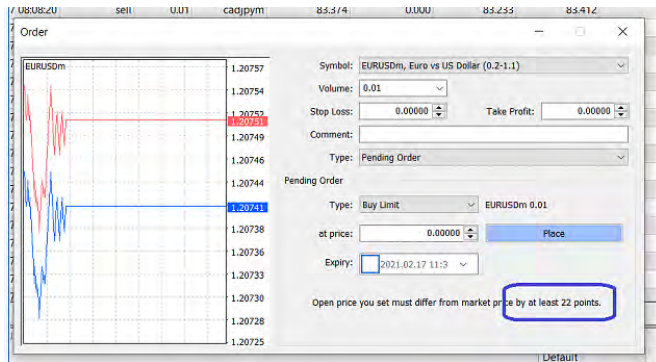 08:08:20 sell 0.01 cadjpym 83.374 0.000 83.233 83.412
Order
EURUSDm
1.20757
1.20754
1.20752
1.20751
1.20749
1.20746
1.20744
1.20741
1.20738
1.20736
1.20733
1.20730
1.20728
1.20725
Symbol: EURUSDm, Euro vs US Dollar (0.2-1.1)
Volume: 0.01
Stop Loss: 0.00000 Take Profit: 0.00000
Comment:
Type: Pending Order
Pending Order
Type: Buy Limit EURUSDm 0.01
at price: 0.00000 Place
Expiry: 2021.02.17 11:3
Open price you set must differ from market price by at least 22 points.
Default